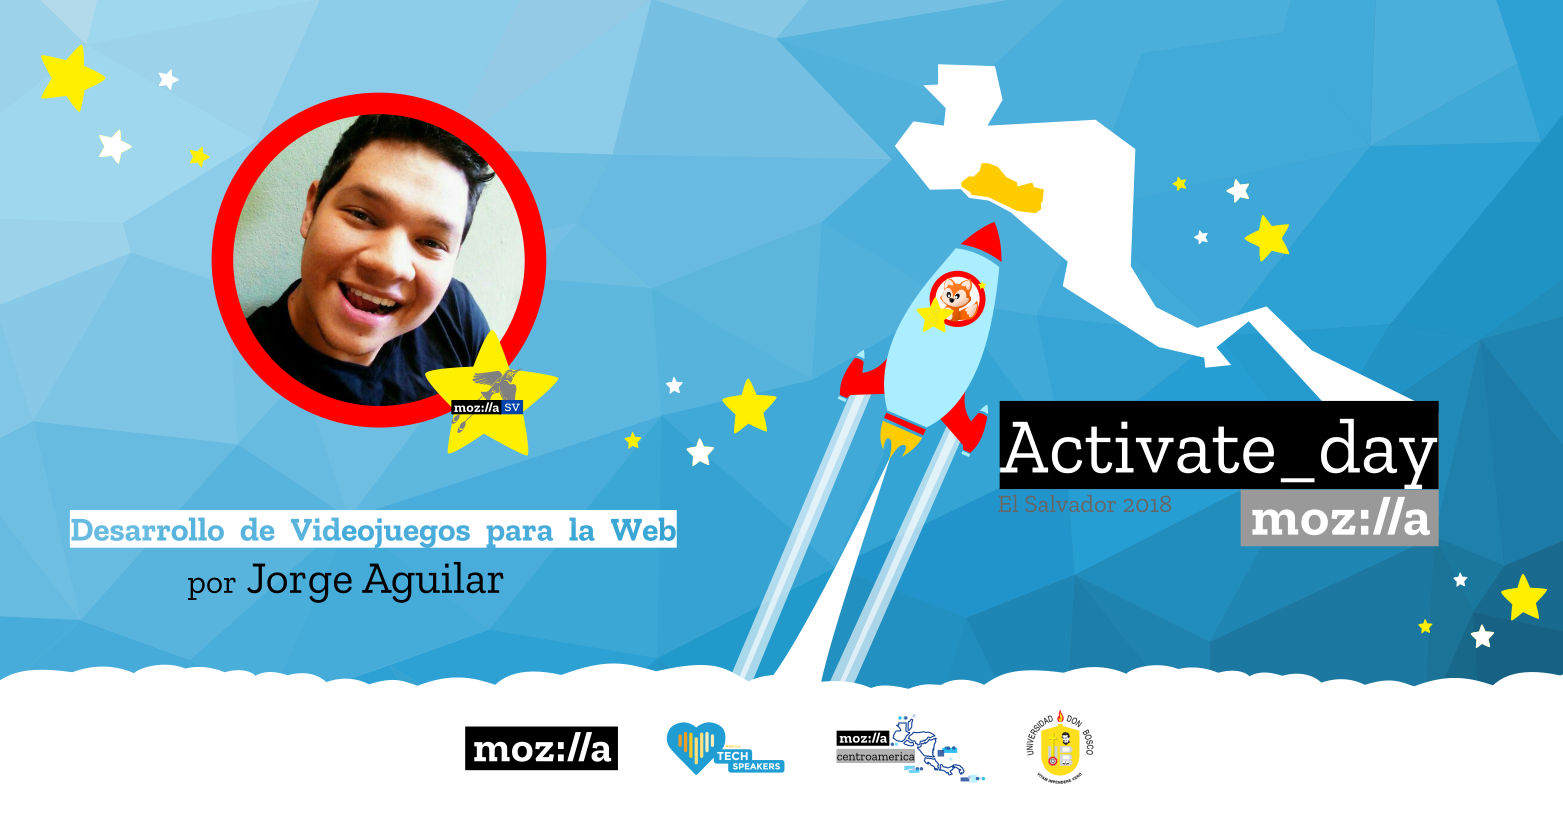 moz://a SV
Desarrollo de Videojuegos para la Web
por Jorge Aguilar
Activate_day
El Salvador 2018
moz://a
moz://a
TECH
SPEAKERS
moz://a
centroamerica
UNIVERSIDAD DON BOSCO